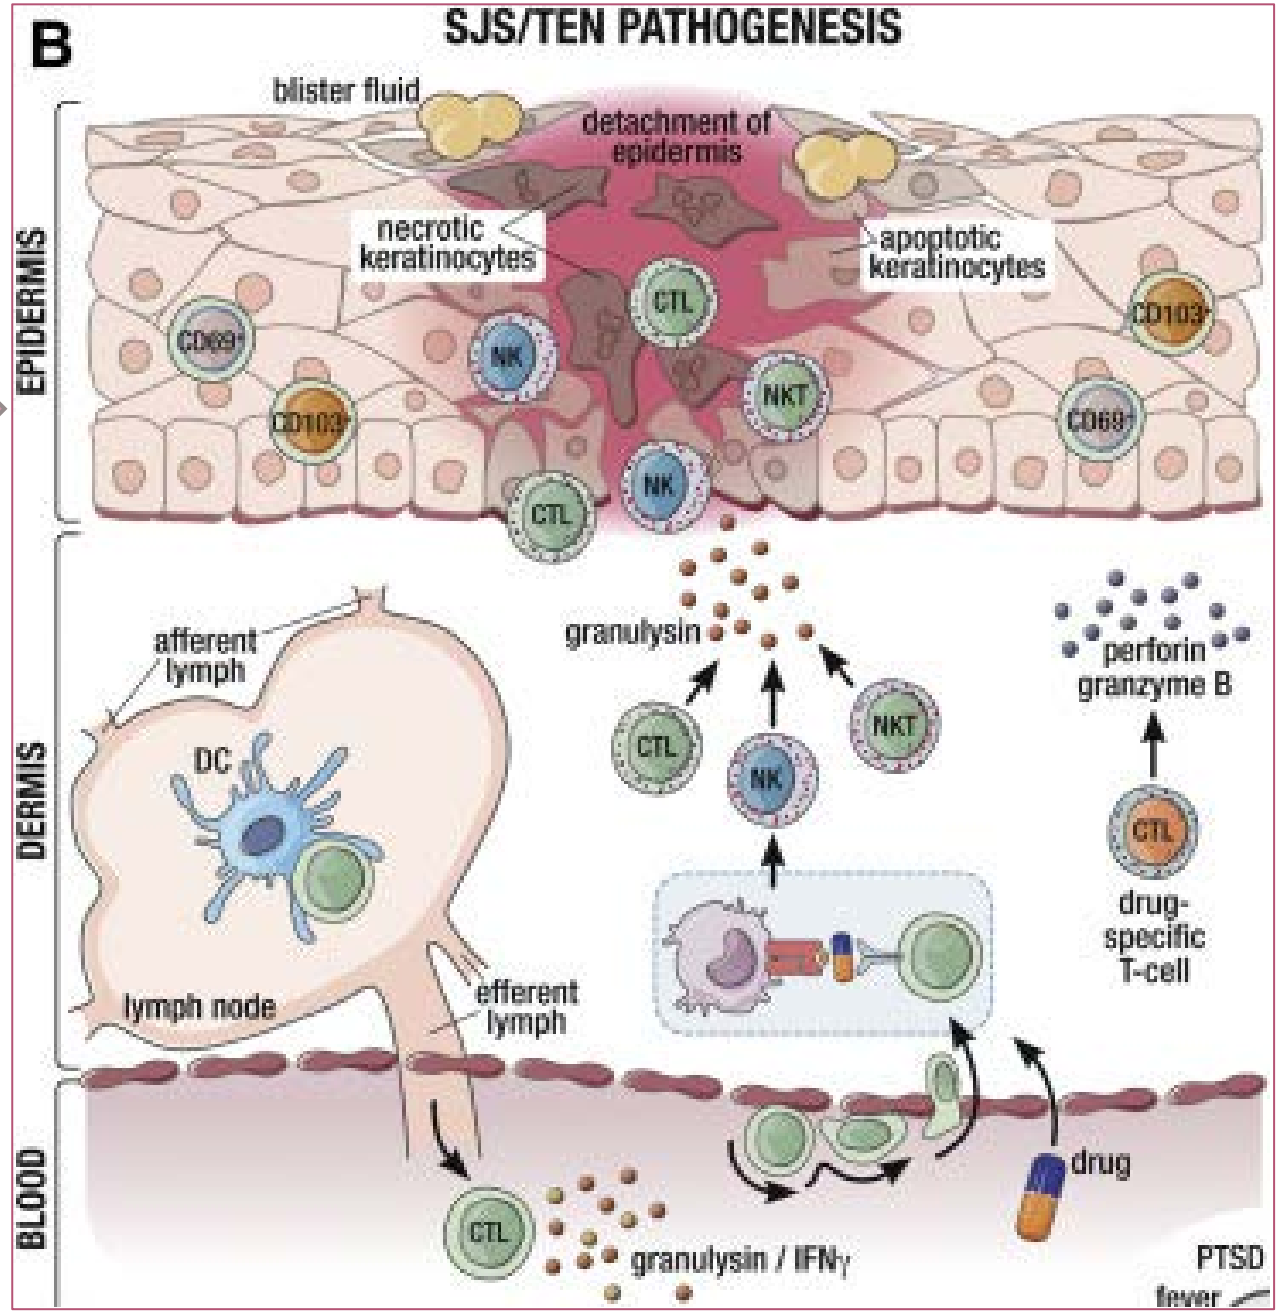 B
SJS/TEN PATHOGENESIS
blister fluid
detachment of
epidermis
necrotic
keratinocytes
apoptotic
keratinocytes
EPIDERMIS
CTL
CD103+
CD69+
NK
NKT
CD103+
CD69+
NK
CTL
afferent
lymph
granulysin
perforin
granzyme B
DERMIS
DC
CTL
NK
NKT
CTL
drug-
specific
T-cell
lymph node
efferent
lymph
BLOOD
drug
CTL
granulysin / IFNγ
PTSD
fever